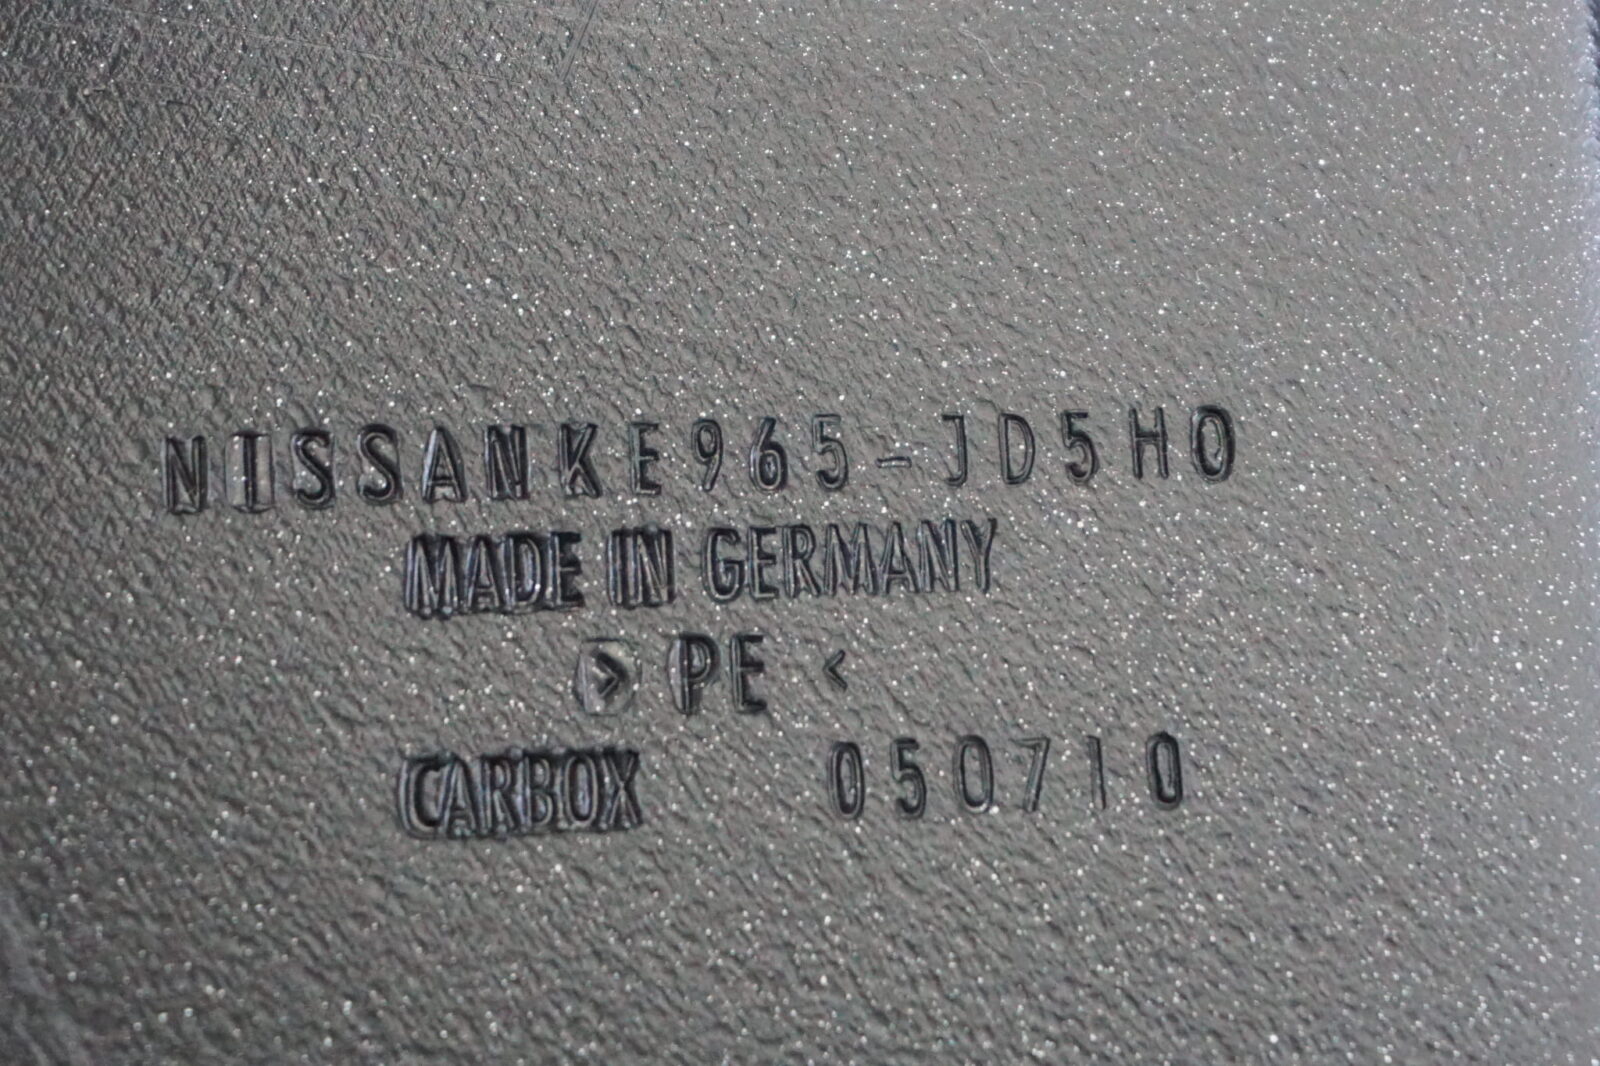 NISSANKE965-JD5H0
MADE IN GERMANY
> PE <
CARBOX 050710